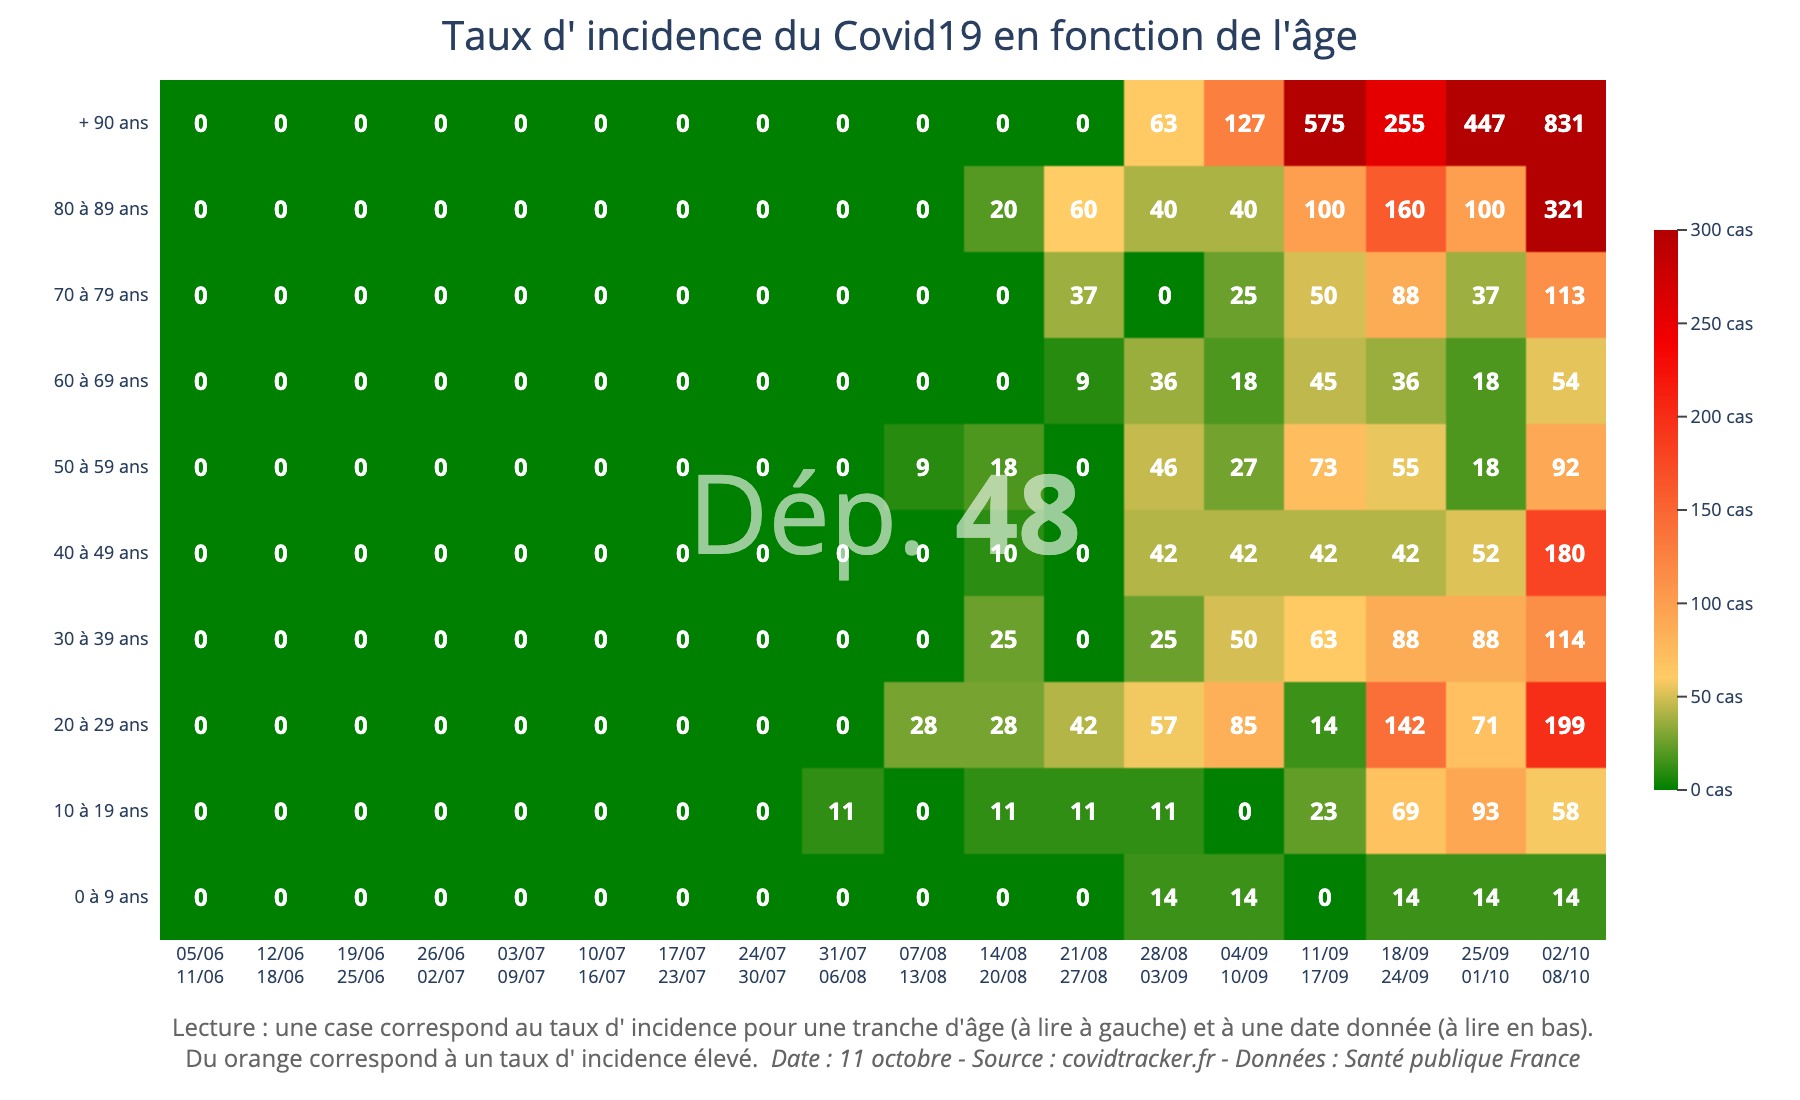 Taux d' incidence du Covid19 en fonction de l'âge
+ 90 ans 0 0 0 0 0 0 0 0 0 0 0 0 63 127 575 255 447 831
80 à 89 ans 0 0 0 0 0 0 0 0 0 0 20 60 40 40 100 160 100 321
70 à 79 ans 0 0 0 0 0 0 0 0 0 0 0 37 0 25 50 88 37 113
60 à 69 ans 0 0 0 0 0 0 0 0 0 0 0 9 36 18 45 36 18 54
50 à 59 ans 0 0 0 0 0 0 0 0 0 9 18 0 46 27 73 55 18 92
Dép. 48
40 à 49 ans 0 0 0 0 0 0 0 0 0 0 10 0 42 42 42 42 52 180
30 à 39 ans 0 0 0 0 0 0 0 0 0 0 25 0 25 50 63 88 88 114
20 à 29 ans 0 0 0 0 0 0 0 0 0 28 28 42 57 85 14 142 71 199
10 à 19 ans 0 0 0 0 0 0 0 0 11 0 11 11 11 0 23 69 93 58
0 à 9 ans 0 0 0 0 0 0 0 0 0 0 0 0 14 14 0 14 14 14
05/06 12/06 19/06 26/06 03/07 10/07 17/07 24/07 31/07 07/08 14/08 21/08 28/08 04/09 11/09 18/09 25/09 02/10
11/06 18/06 25/06 02/07 09/07 16/07 23/07 30/07 06/08 13/08 20/08 27/08 03/09 10/09 17/09 24/09 01/10 08/10
300 cas
250 cas
200 cas
150 cas
100 cas
50 cas
0 cas
Lecture : une case correspond au taux d' incidence pour une tranche d'âge (à lire à gauche) et à une date donnée (à lire en bas).
Du orange correspond à un taux d' incidence élevé. Date : 11 octobre - Source : covidtracker.fr - Données : Santé publique France